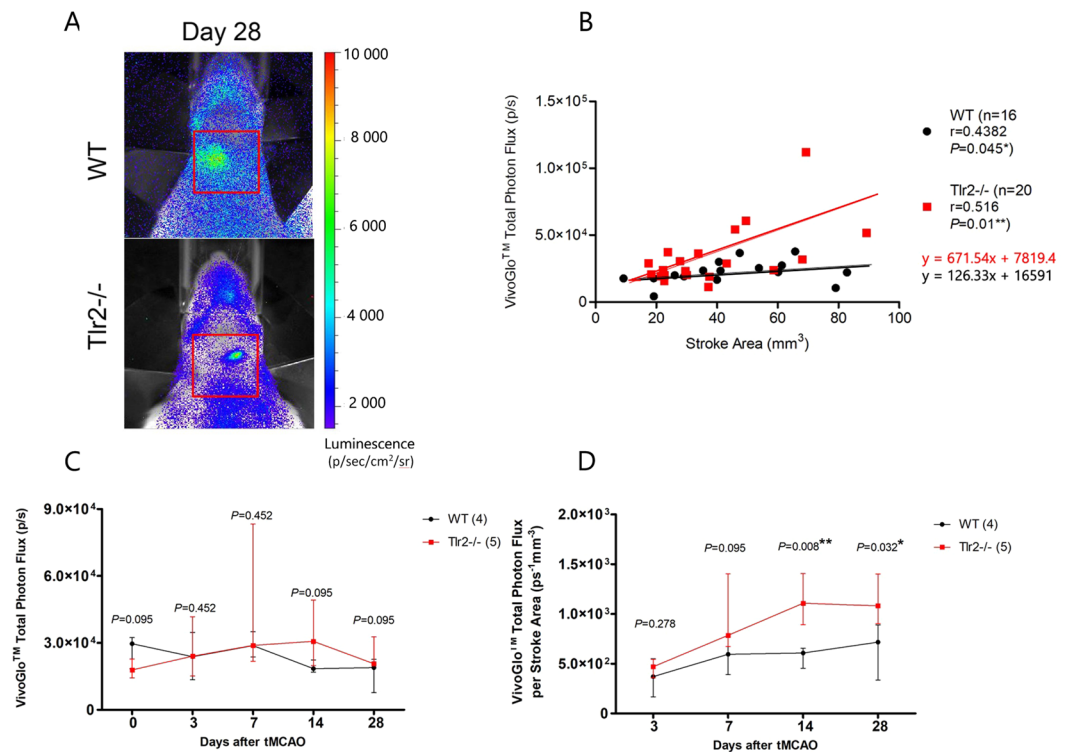 A
Day 28
WT
Tlr2-/-
10 000
8 000
6 000
4 000
2 000
Luminescence
(p/sec/cm²/sr)
B
VivoGlo™ Total Photon Flux (p/s)
1.5×10⁵
1.0×10⁵
5.0×10⁴
0
0 20 40 60 80 100
Stroke Area (mm³)
WT (n=16
r=0.4382
P=0.045*)
Tlr2-/- (n=20
r=0.516
P=0.01**)
y = 671.54x + 7819.4
y = 126.33x + 16591
C
VivoGlo™ Total Photon Flux (p/s)
9.0×10⁴
6.0×10⁴
3.0×10⁴
0
P=0.095
P=0.452
P=0.452
P=0.095
P=0.095
WT (4)
Tlr2-/- (5)
0 3 7 14 28
Days after tMCAO
D
VivoGlo™ Total Photon Flux
per Stroke Area (ps⁻¹mm⁻³)
2.0×10³
1.5×10³
1.0×10³
5.0×10²
0
P=0.278
P=0.095
P=0.008**
P=0.032*
WT (4)
Tlr2-/- (5)
3 7 14 28
Days after tMCAO